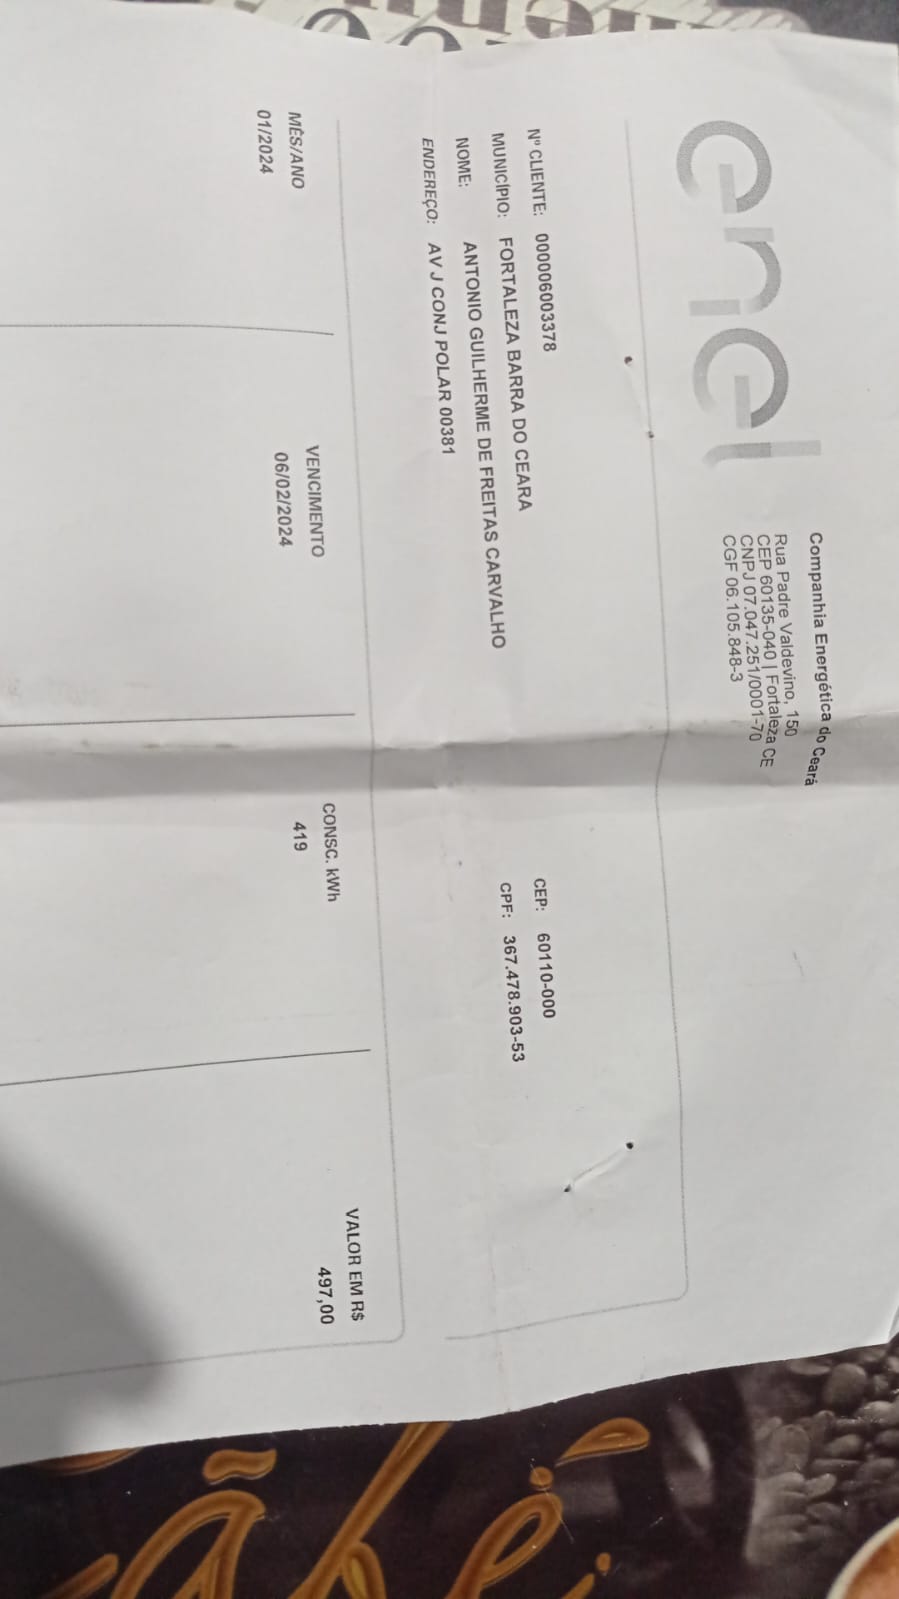 enel
Companhia Energética do Ceará
Rua Padre Valdevino, 150
CEP 60135-040 | Fortaleza CE
CNPJ 07.047.251/0001-70
CGF 06.105.848-3
Nº CLIENTE: 000006003378 CEP: 60110-000
MUNICÍPIO: FORTALEZA BARRA DO CEARA CPF: 367.478.903-53
NOME: ANTONIO GUILHERME DE FREITAS CARVALHO
ENDEREÇO: AV J CONJ POLAR 00381
MÊS/ANO VENCIMENTO CONSC. kWh VALOR EM R$
01/2024 06/02/2024 419 497,00